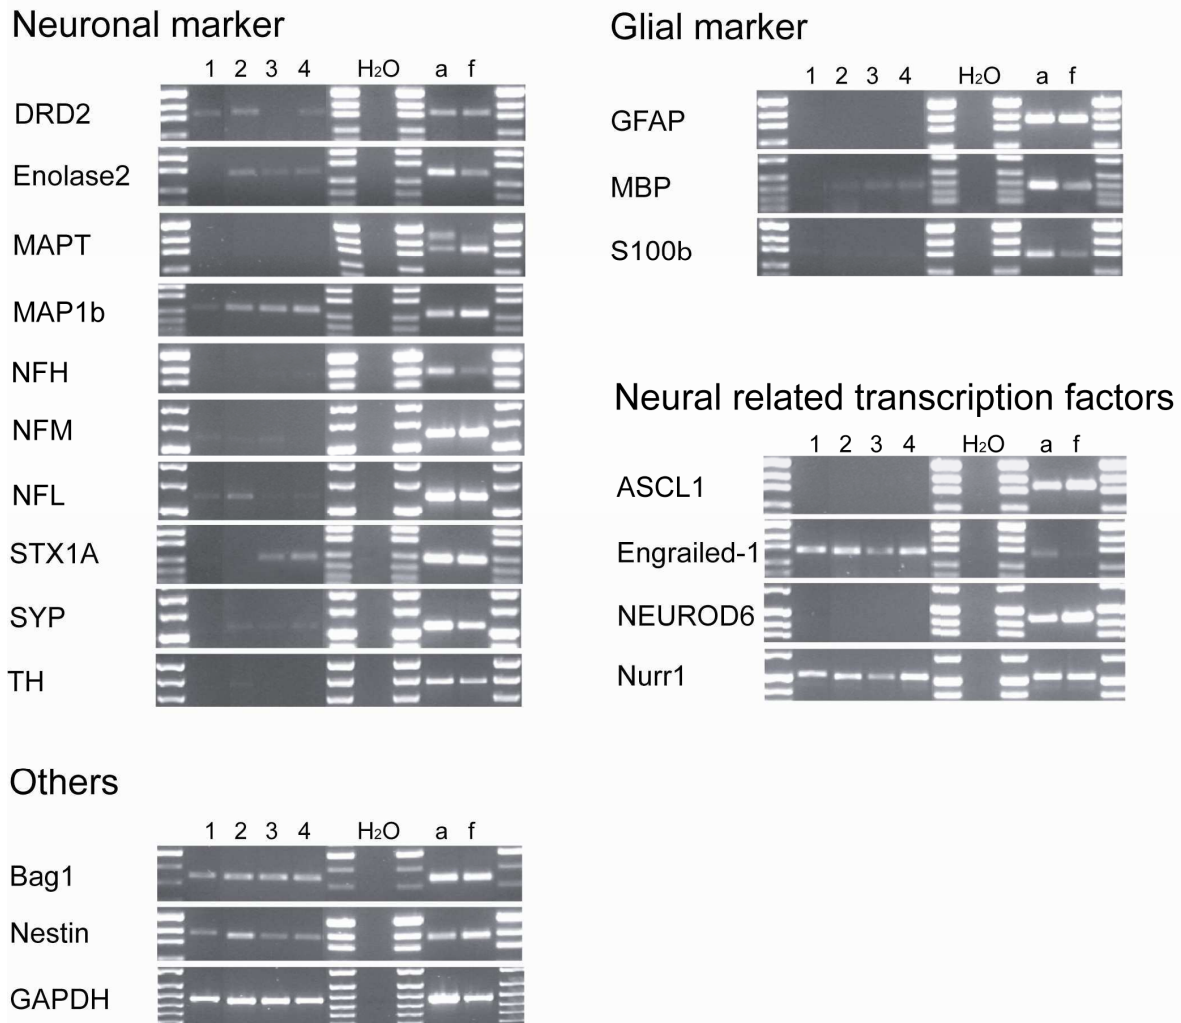 Neuronal marker
1 2 3 4 H₂O a f
DRD2
Enolase2
MAPT
MAP1b
NFH
NFM
NFL
STX1A
SYP
TH
Others
1 2 3 4 H₂O a f
Bag1
Nestin
GAPDH
Glial marker
1 2 3 4 H₂O a f
GFAP
MBP
S100b
Neural related transcription factors
1 2 3 4 H₂O a f
ASCL1
Engrailed-1
NEUROD6
Nurr1